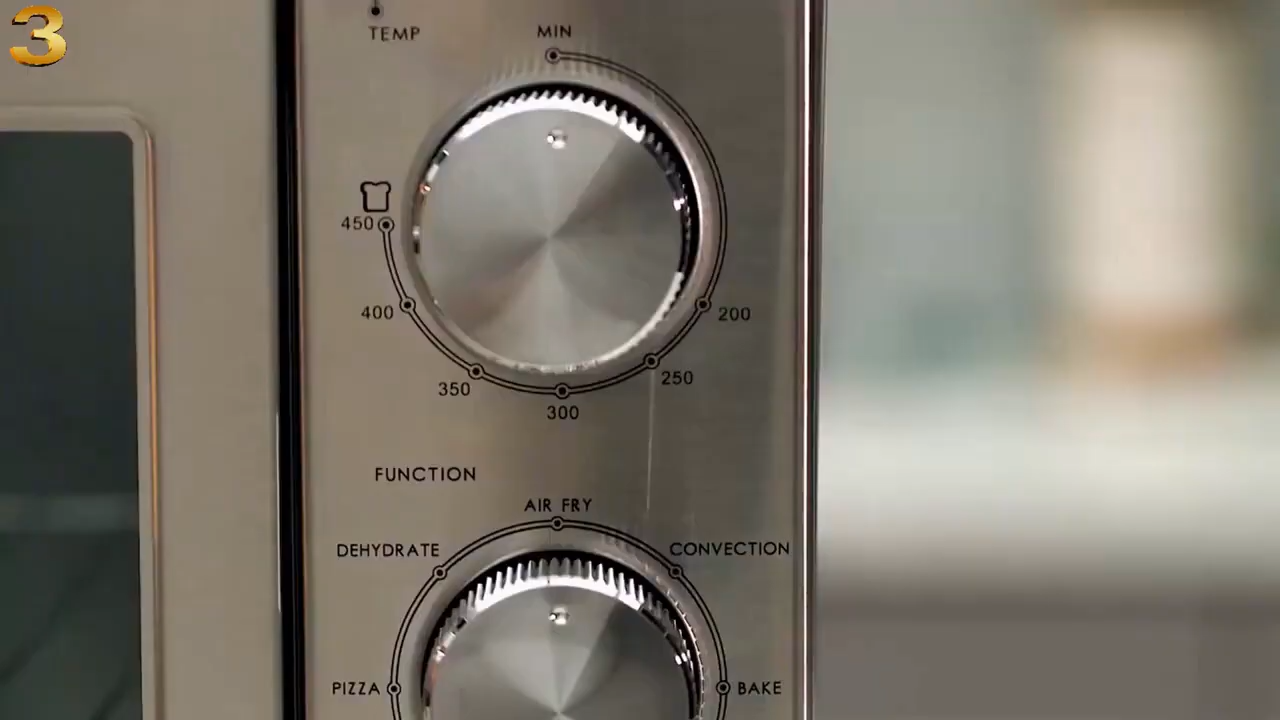 3
TEMP
MIN
450
400
350
300
250
200
FUNCTION
AIR FRY
DEHYDRATE
CONVECTION
PIZZA
BAKE